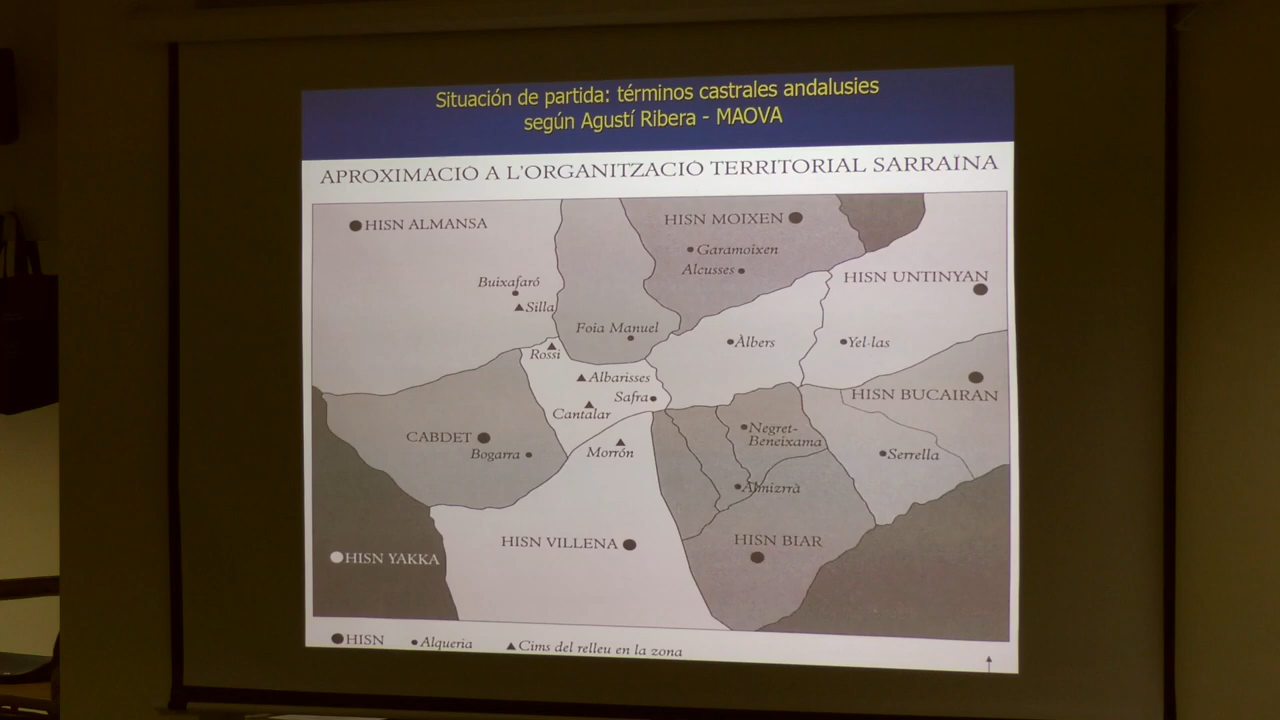 Situación de partida: términos castrales andalusies
según Agustí Ribera - MAOVA
APROXIMACIÓ A L'ORGANITZACIÓ TERRITORIAL SARRAÏNA
HISN ALMANSA
HISN MOIXEN
Garamoixen
Alcusses
HISN UNTINYAN
Buixafaró
Silla
Foia Manuel
Àlbers
Yel·las
Rossi
Albarisses
Safra
Cantalar
HISN BUCAIRAN
CABDET
Bogarra
Morrón
Negret-
Beneixama
Serrella
Almizrrà
HISN VILLENA
HISN BIAR
HISN YAKKA
HISN
Alqueria
Cims del relleu en la zona